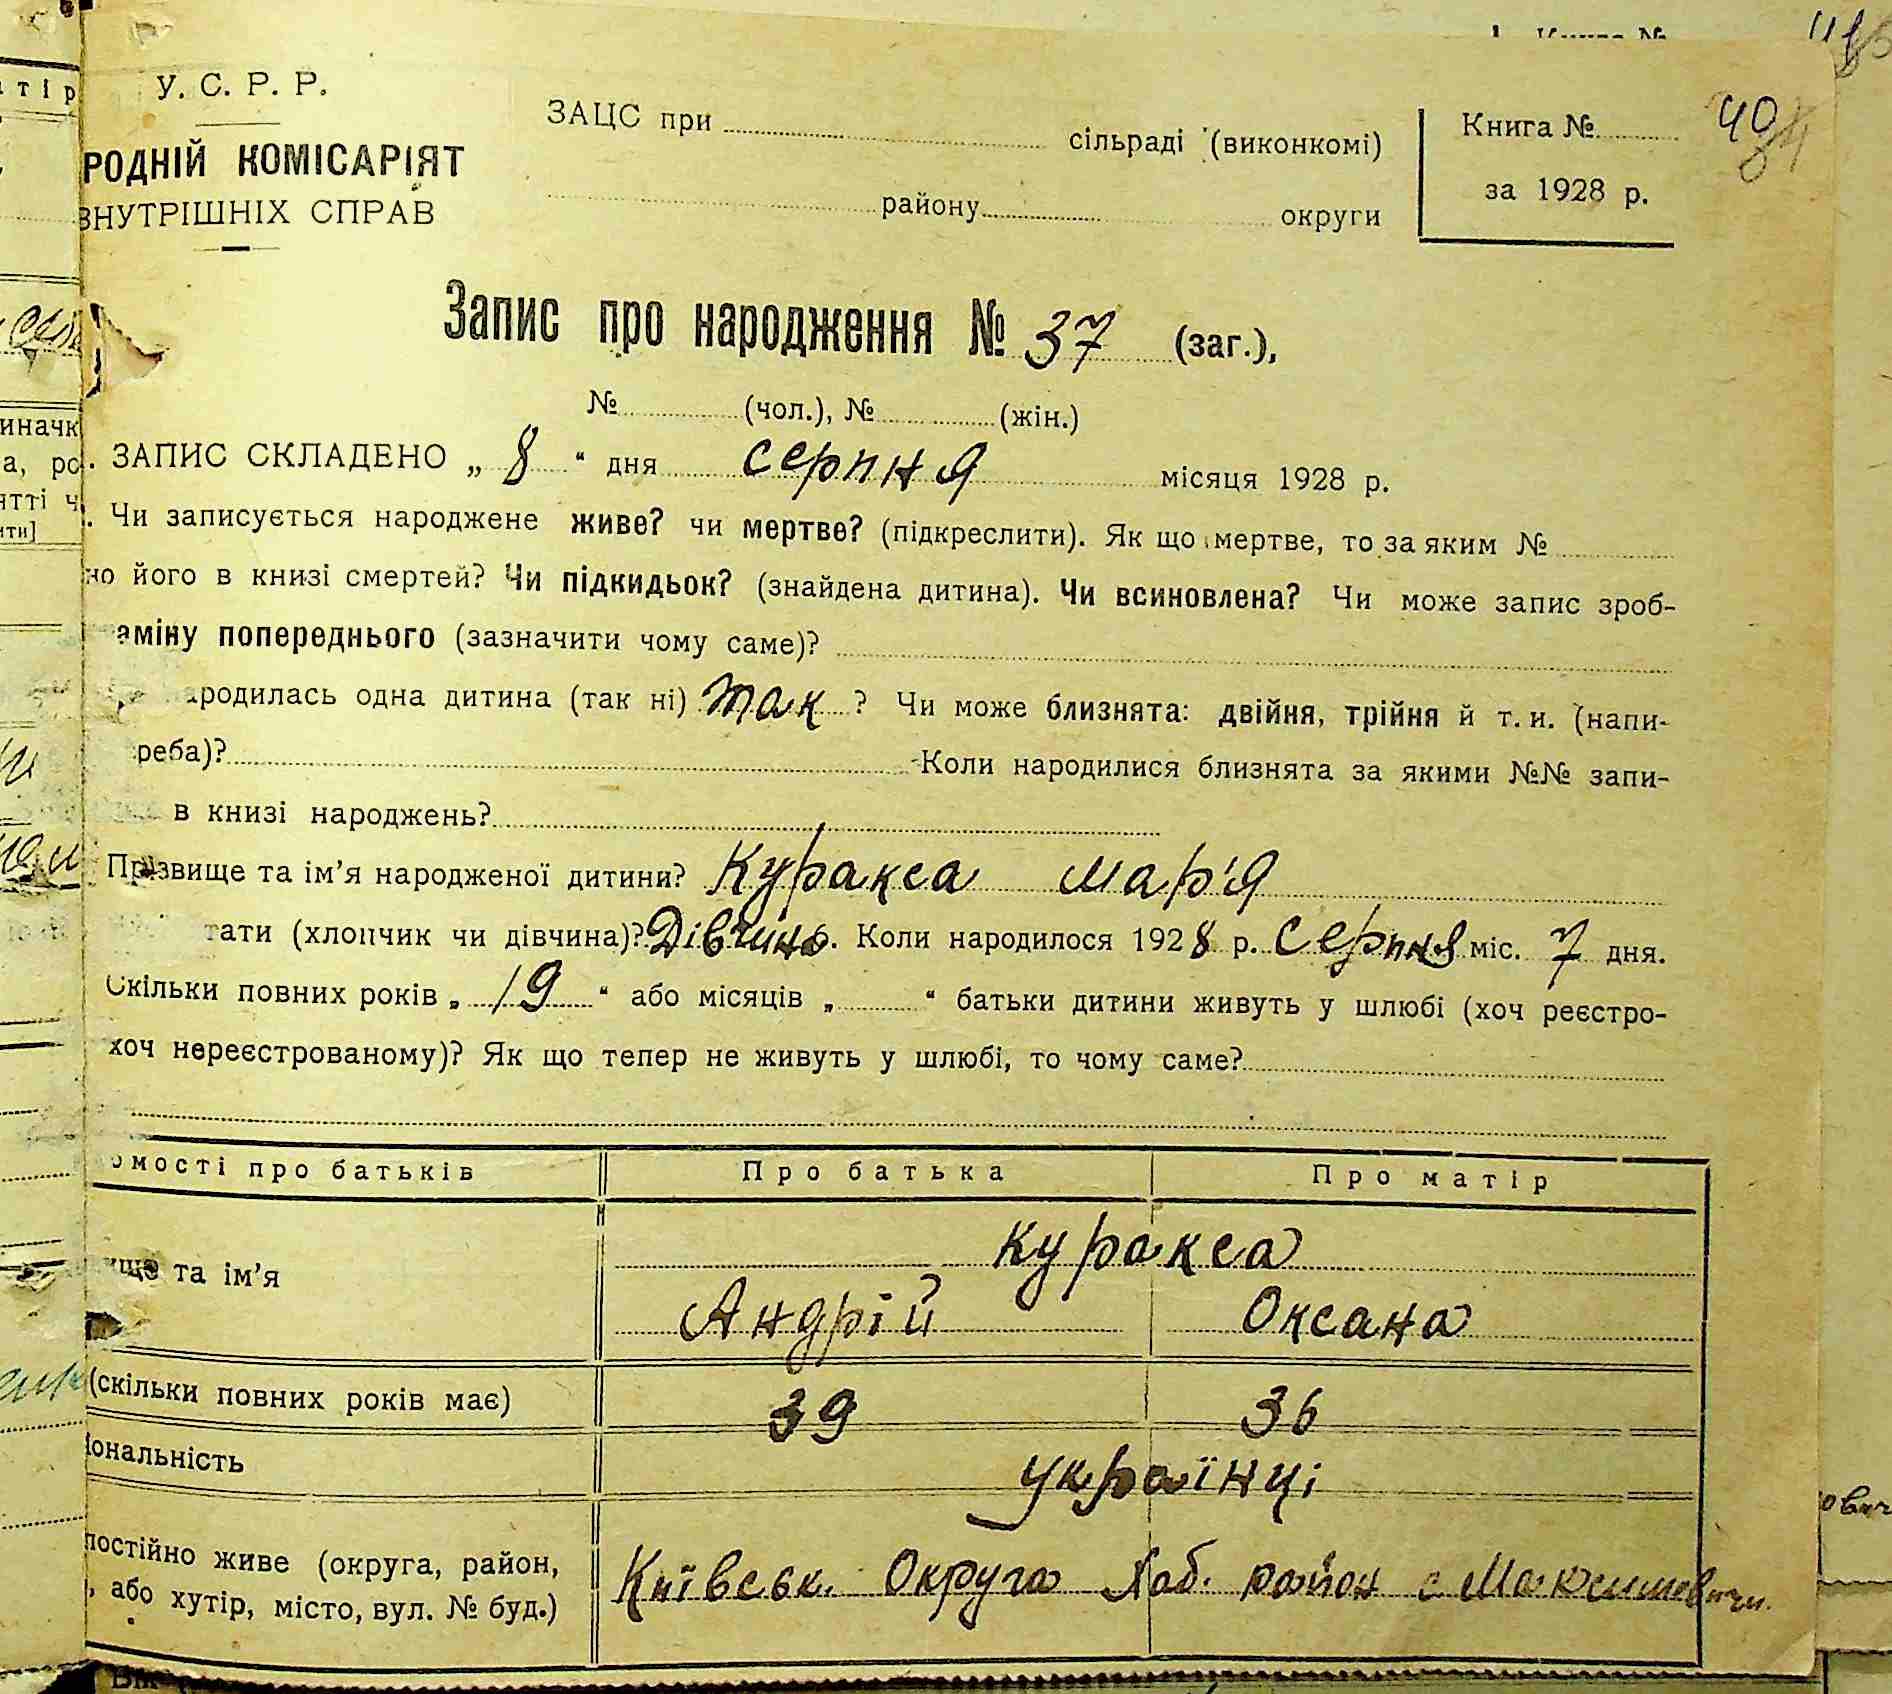 У. С. Р. Р.
РОДНІЙ КОМІСАРІЯТ
ВНУТРІШНІХ СПРАВ
ЗАЦС при сільраді (виконкомі)
району округи
Книга №
за 1928 р.
Запис про народження № 37 (заг.),
№ (чол.), № (жін.)
. ЗАПИС СКЛАДЕНО „ 8 “ дня серпня місяця 1928 р.
. Чи записується народжене живе? чи мертве? (підкреслити). Як що мертве, то за яким №
но його в книзі смертей? Чи підкидьок? (знайдена дитина). Чи всиновлена? Чи може запис зроб-
аміну попереднього (зазначити чому саме)?
ародилась одна дитина (так ні) так ? Чи може близнята: двійня, трійня й т. и. (напи-
реба)? Коли народилися близнята за якими №№ запи-
в книзі народжень?
Прізвище та ім’я народженої дитини? Куракса Мар'я
тати (хлопчик чи дівчина)? Дівчина. Коли народилося 1928 р. Серпня міс. 7 дня.
Скільки повних років „ 19 “ або місяців „ “ батьки дитини живуть у шлюбі (хоч реєстро-
хоч нереєстрованому)? Як що тепер не живуть у шлюбі, то чому саме?
омості про батьків Про батька Про матір
ище та ім’я Куракса
Андрій Оксана
(скільки повних років має) 39 36
іональність українці
постійно живе (округа, район,
, або хутір, місто, вул. № буд.) Київськ. Округа Хаб. район с Максимовичи.